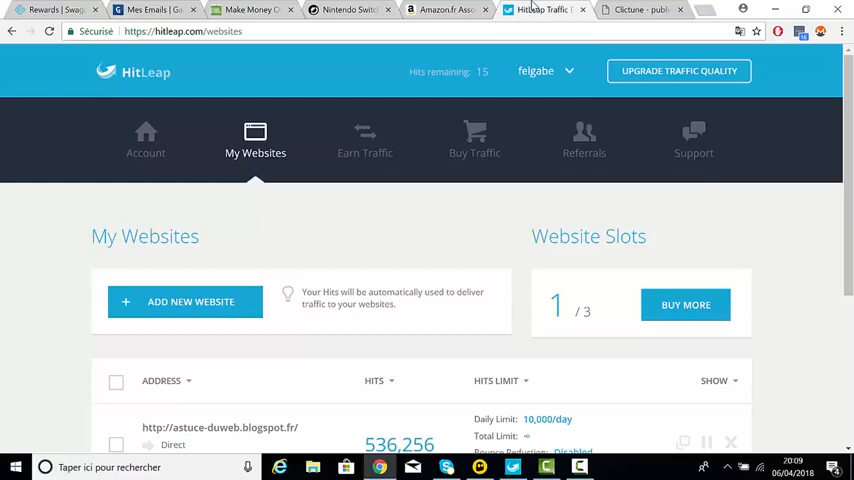 Rewards | Swag
Mes Emails | Ga
Make Money O
Nintendo Switc
Amazon.fr Asso
HitLeap Traffic E
Clictune - publi
Sécurisé
https://hitleap.com/websites
HitLeap
Hits remaining: 15
felgabe
UPGRADE TRAFFIC QUALITY
Account
My Websites
Earn Traffic
Buy Traffic
Referrals
Support
My Websites
Website Slots
+ ADD NEW WEBSITE
Your Hits will be automatically used to deliver
traffic to your websites.
1 / 3
BUY MORE
ADDRESS
HITS
HITS LIMIT
SHOW
http://astuce-duweb.blogspot.fr/
Direct
536,256
Daily Limit: 10,000/day
Total Limit: ∞
Bounce Reduction: Disabled
Taper ici pour rechercher
20:09
06/04/2018